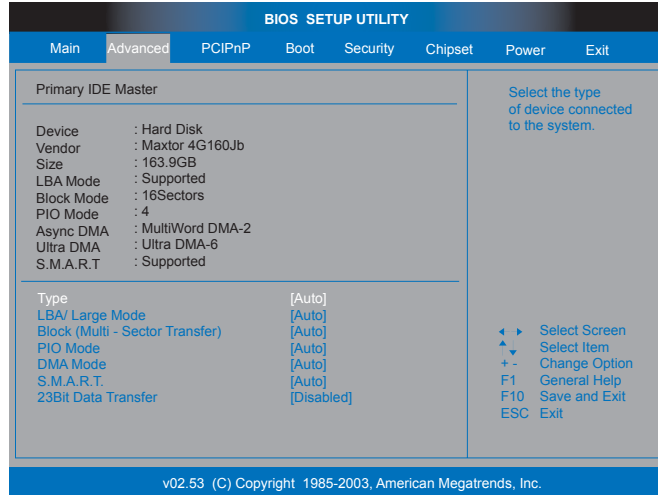 BIOS SETUP UTILITY
Main Advanced PCIPnP Boot Security Chipset Power Exit
Primary IDE Master
Device : Hard Disk
Vendor : Maxtor 4G160Jb
Size : 163.9GB
LBA Mode : Supported
Block Mode : 16Sectors
PIO Mode : 4
Async DMA : MultiWord DMA-2
Ultra DMA : Ultra DMA-6
S.M.A.R.T : Supported
Type [Auto]
LBA/ Large Mode [Auto]
Block (Multi - Sector Transfer) [Auto]
PIO Mode [Auto]
DMA Mode [Auto]
S.M.A.R.T. [Auto]
23Bit Data Transfer [Disabled]
Select the type
of device connected
to the system.
Select Screen
Select Item
+ - Change Option
F1 General Help
F10 Save and Exit
ESC Exit
v02.53 (C) Copyright 1985-2003, American Megatrends, Inc.